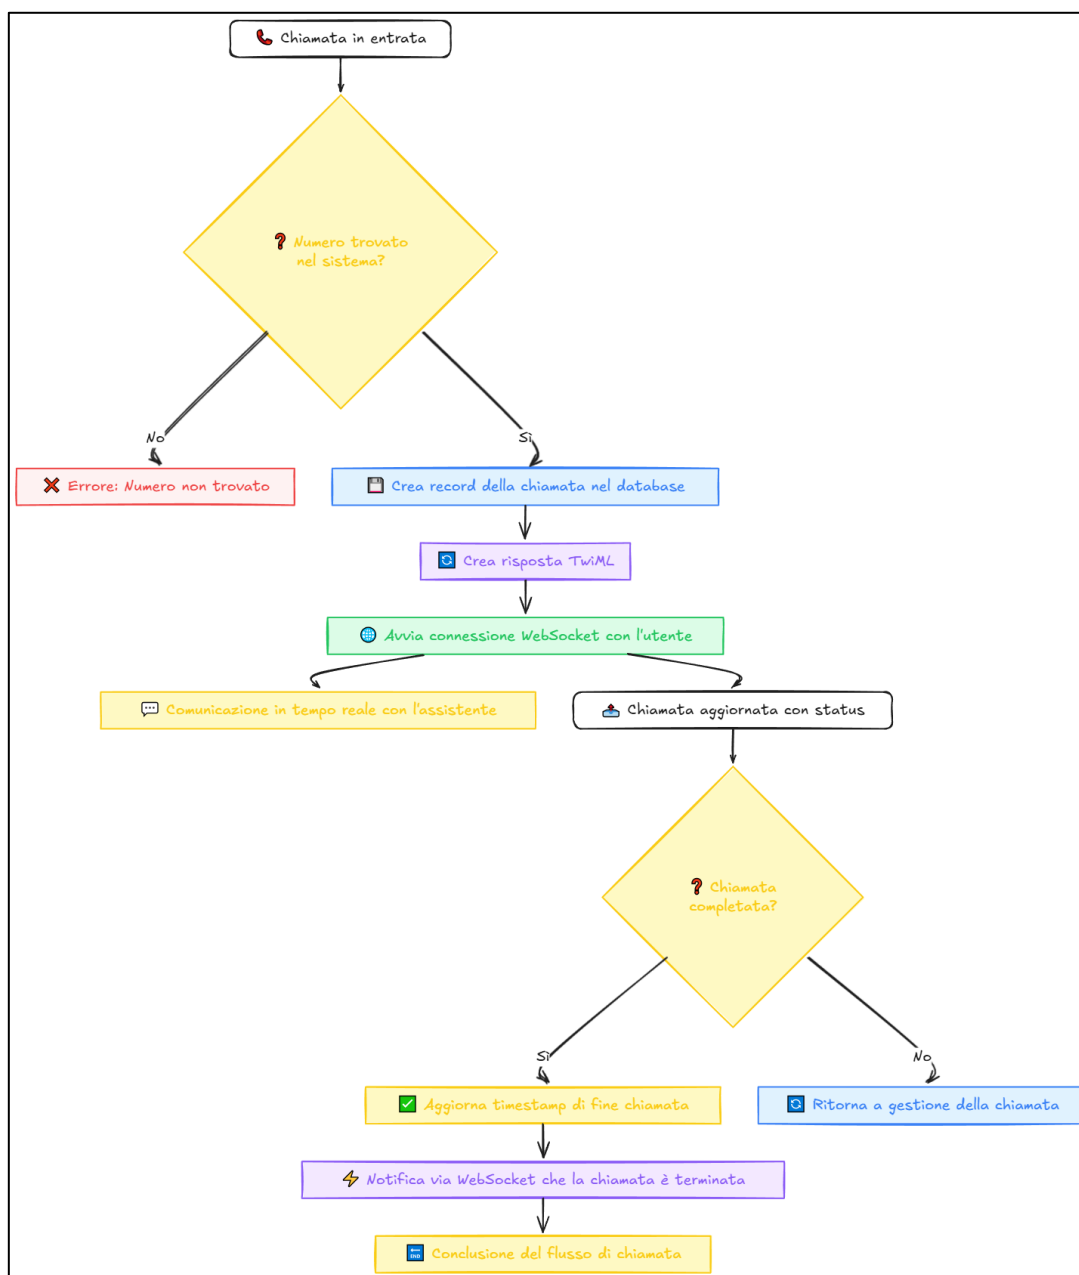 Chiamata in entrata
Numero trovato
nel sistema?
No
Sì
Errore: Numero non trovato
Crea record della chiamata nel database
Crea risposta TwiML
Avvia connessione WebSocket con l'utente
Comunicazione in tempo reale con l'assistente
Chiamata aggiornata con status
Chiamata
completata?
Sì
No
Aggiorna timestamp di fine chiamata
Ritorna a gestione della chiamata
Notifica via WebSocket che la chiamata è terminata
END
Conclusione del flusso di chiamata